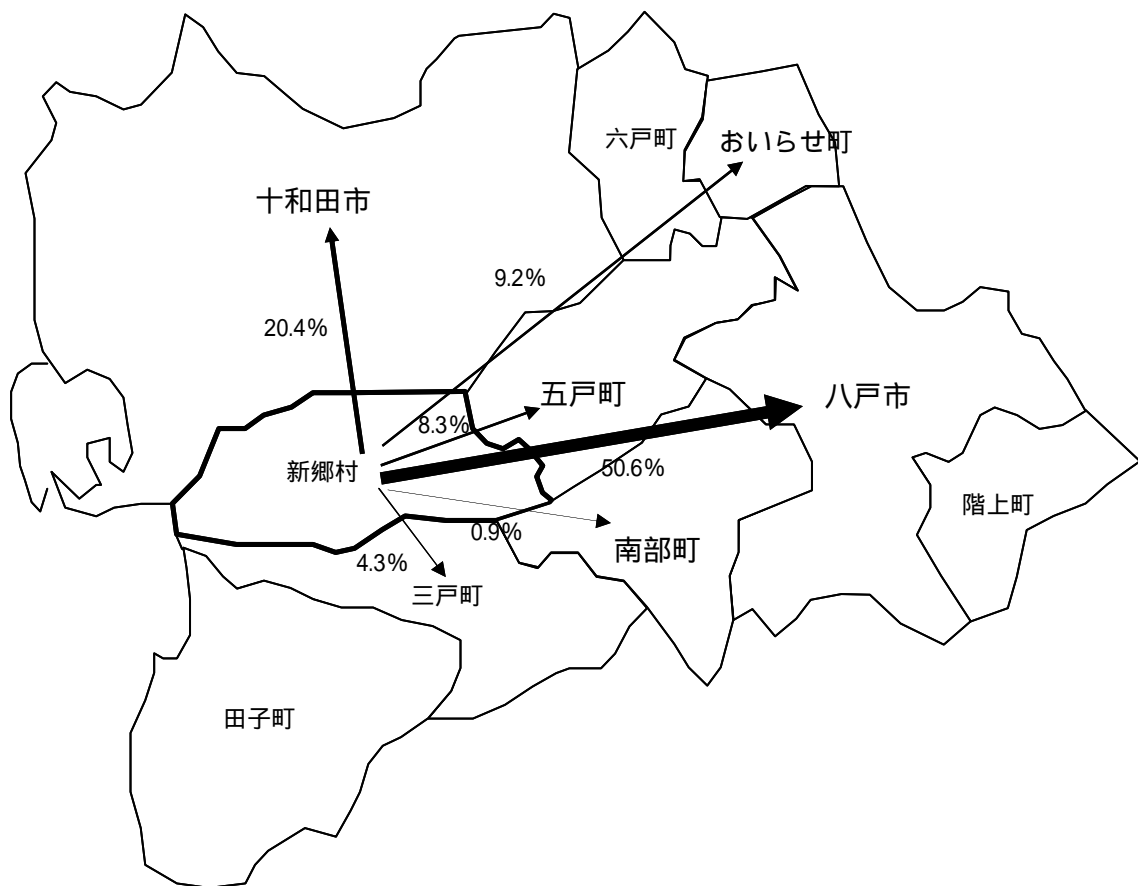 六戸町
おいらせ町
十和田市
9.2%
20.4%
五戸町
八戸市
8.3%
新郷村
50.6%
階上町
0.9%
南部町
4.3%
三戸町
田子町